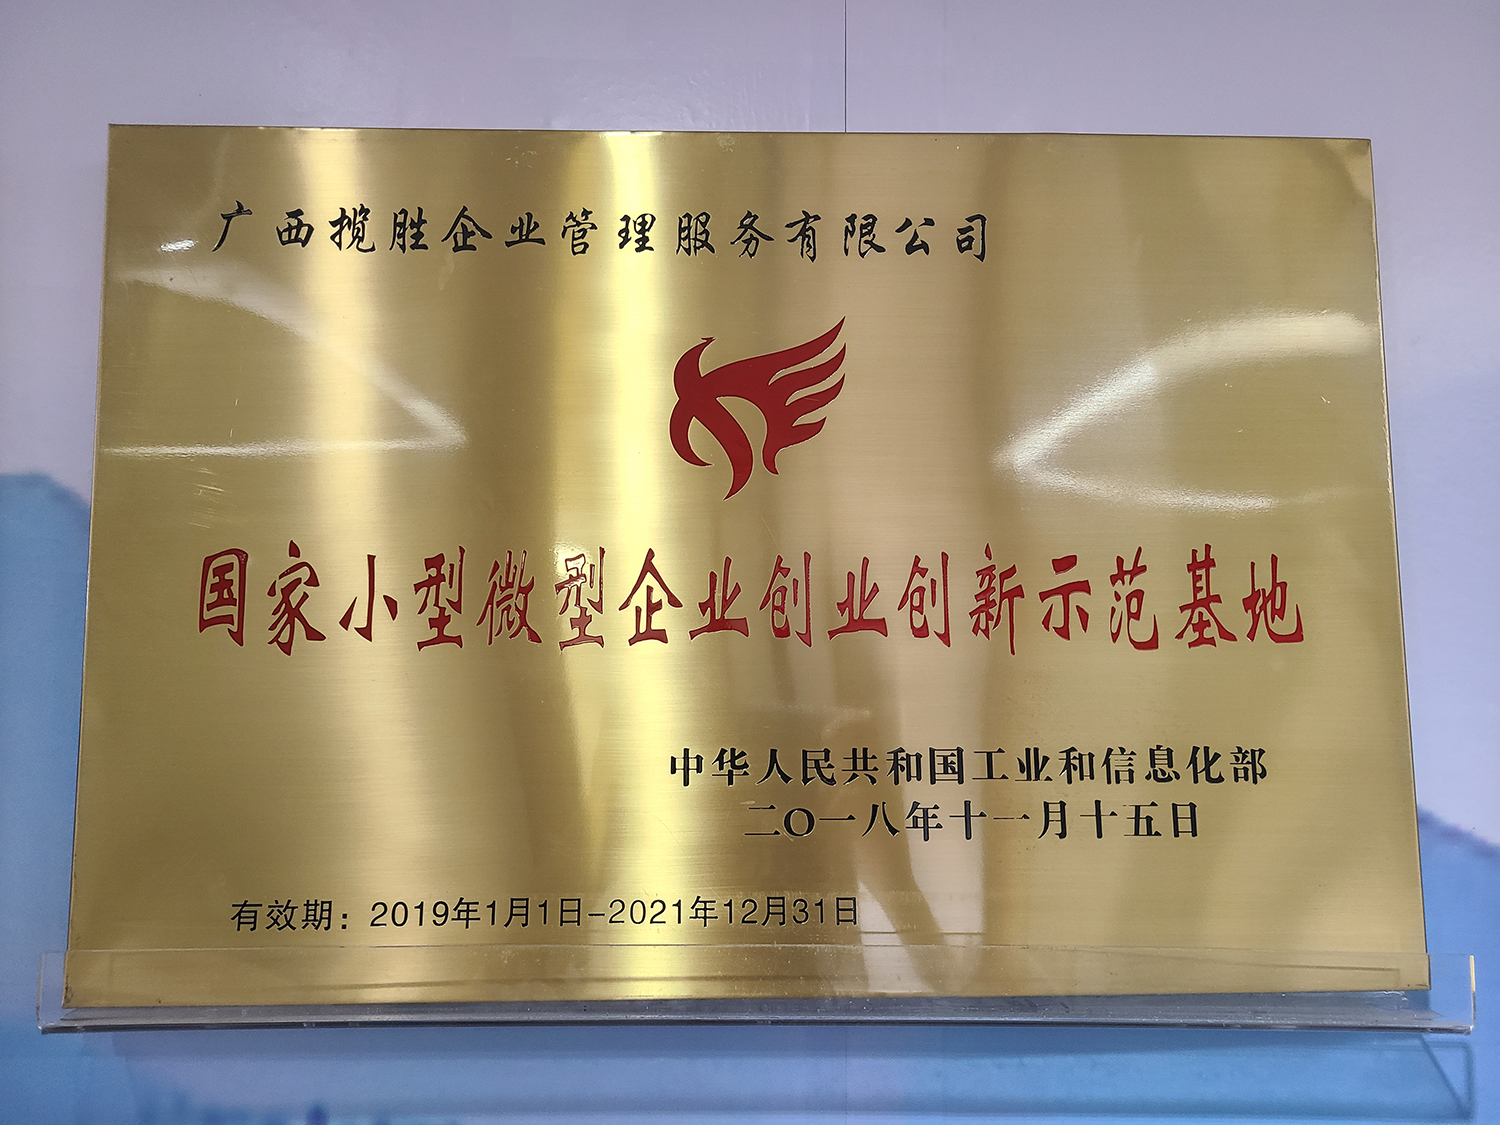 广西揽胜企业管理服务有限公司
国家小型微型企业创业创新示范基地
中华人民共和国工业和信息化部
二〇一八年十一月十五日
有效期：2019年1月1日-2021年12月31日